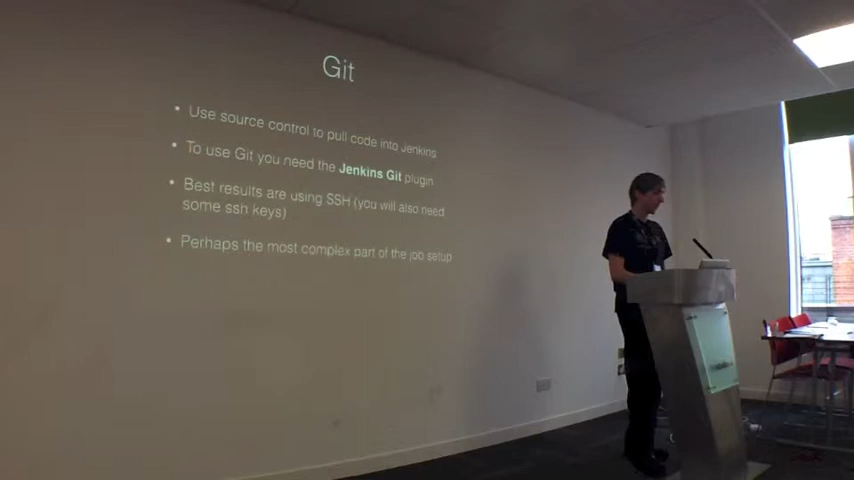 Git
• Use source control to pull code into Jenkins
• To use Git you need the Jenkins Git plugin
• Best results are using SSH (you will also need
some ssh keys)
• Perhaps the most complex part of the job setup